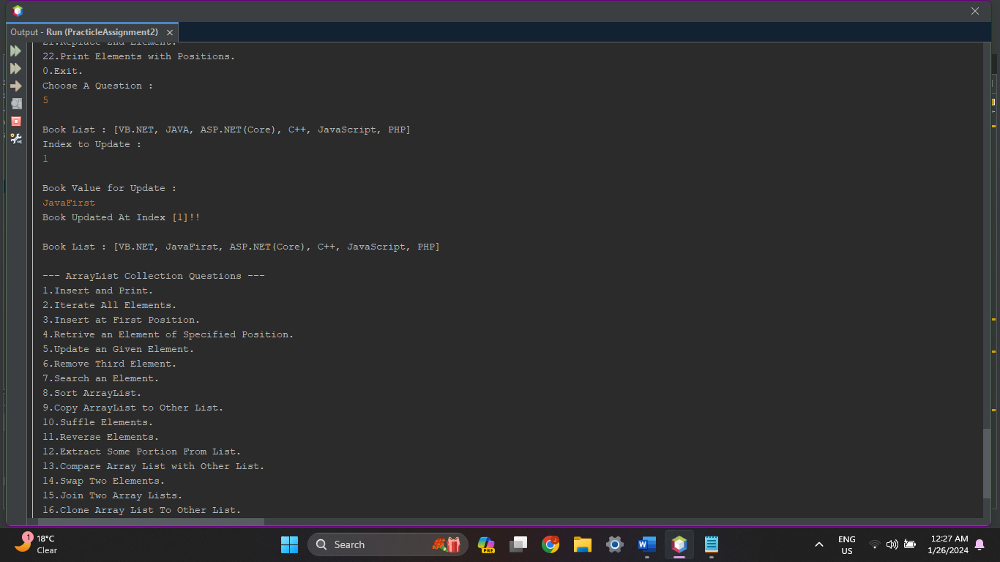 Output - Run (PracticleAssignment2)
21.Replace 2nd Element.
22.Print Elements with Positions.
0.Exit.
Choose A Question :
5
Book List : [VB.NET, JAVA, ASP.NET(Core), C++, JavaScript, PHP]
Index to Update :
1
Book Value for Update :
JavaFirst
Book Updated At Index [1]!!
Book List : [VB.NET, JavaFirst, ASP.NET(Core), C++, JavaScript, PHP]
--- ArrayList Collection Questions ---
1.Insert and Print.
2.Iterate All Elements.
3.Insert at First Position.
4.Retrive an Element of Specified Position.
5.Update an Given Element.
6.Remove Third Element.
7.Search an Element.
8.Sort ArrayList.
9.Copy ArrayList to Other List.
10.Suffle Elements.
11.Reverse Elements.
12.Extract Some Portion From List.
13.Compare Array List with Other List.
14.Swap Two Elements.
15.Join Two Array Lists.
16.Clone Array List To Other List.
1
18°C
Clear
Search
PRE
ENG
US
12:27 AM
1/26/2024